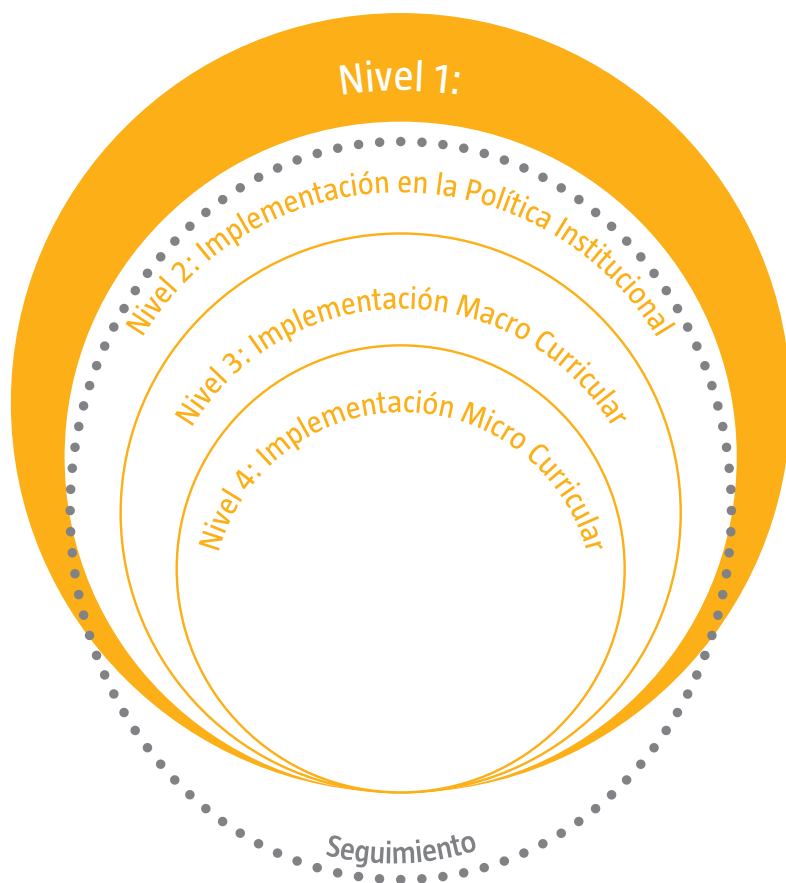 Nivel 1:
Nivel 2: Implementación en la Política Institucional
Nivel 3: Implementación Macro Curricular
Nivel 4: Implementación Micro Curricular
Seguimiento